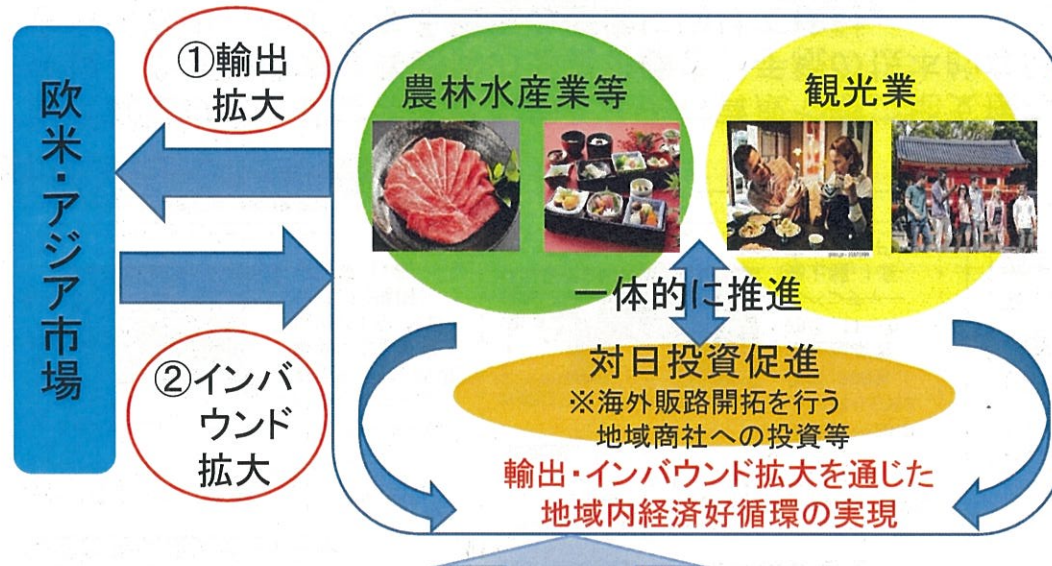 欧米・アジア市場
①輸出
拡大
②インバ
ウンド
拡大
農林水産業等
観光業
一体的に推進
対日投資促進
※海外販路開拓を行う
地域商社への投資等
輸出・インバウンド拡大を通じた
地域内経済好循環の実現